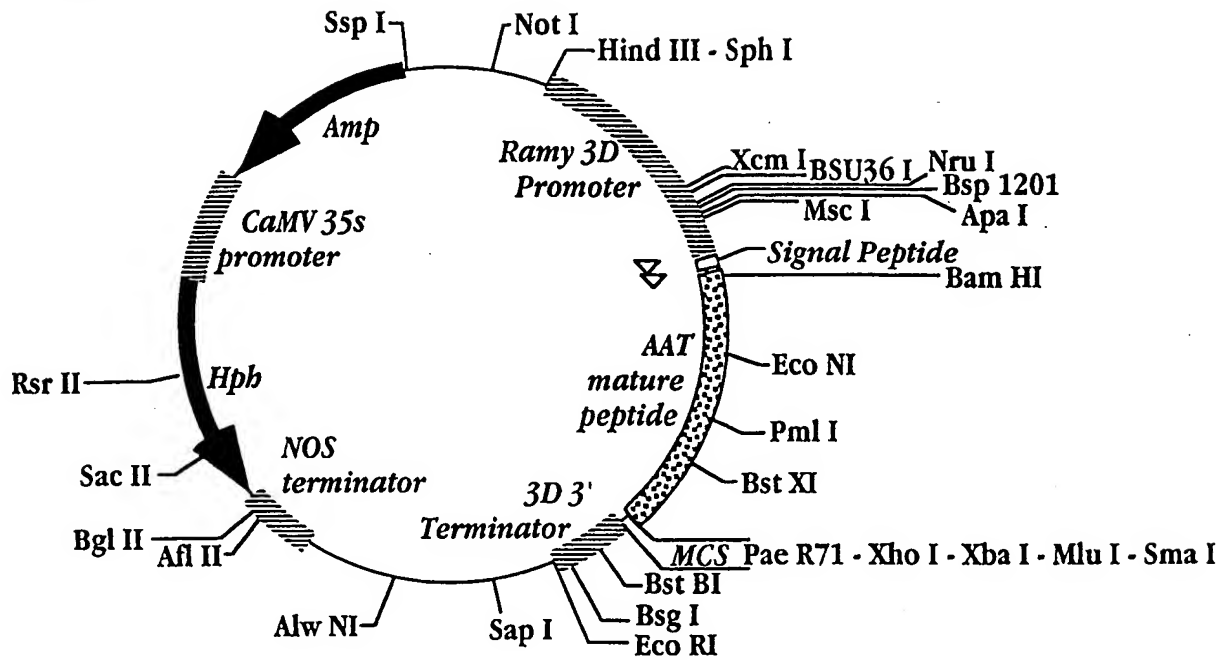 Ssp I
Not I
Hind III - Sph I
Amp
Ramy 3D
Promoter
Xcm I
BSU36 I
Nru I
Bsp 1201
Msc I
Apa I
CaMV 35s
promoter
Signal Peptide
Bam HI
AAT
mature
peptide
Eco NI
Rsr II
Hph
Pml I
Sac II
NOS
terminator
Bst XI
3D 3'
Terminator
Bgl II
Afl II
MCS Pae R71 - Xho I - Xba I - Mlu I - Sma I
Bst BI
Alw NI
Sap I
Bsg I
Eco RI